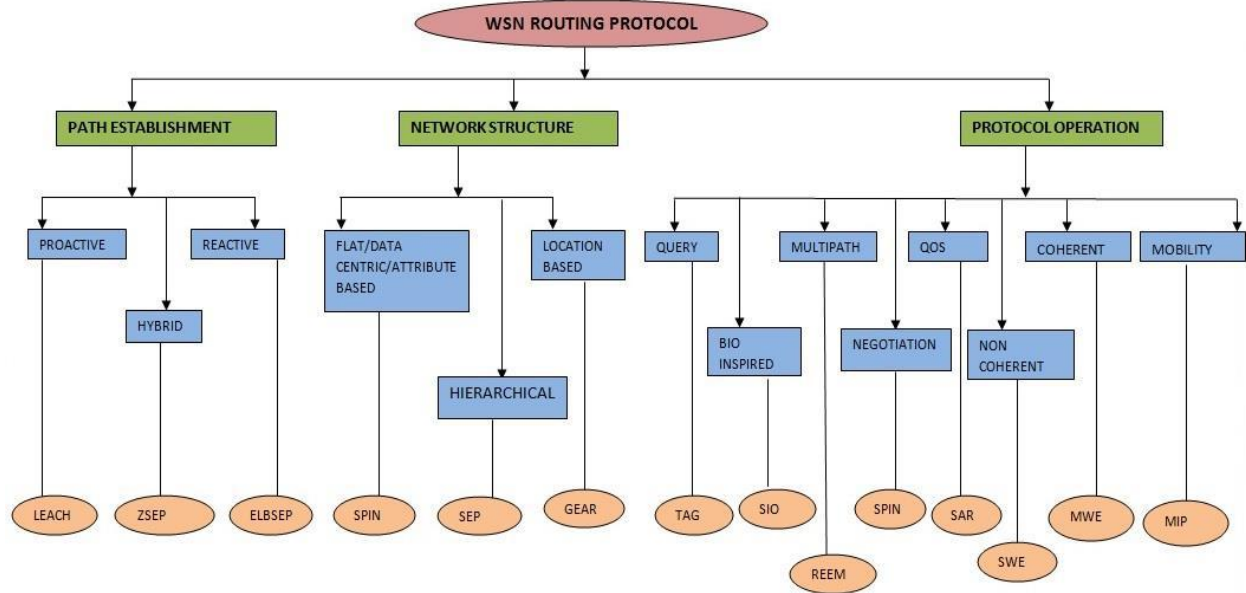 WSN ROUTING PROTOCOL
PATH ESTABLISHMENT
NETWORK STRUCTURE
PROTOCOL OPERATION
PROACTIVE
REACTIVE
FLAT/DATA
CENTRIC/ATTRIBUTE
BASED
LOCATION
BASED
QUERY
MULTIPATH
QOS
COHERENT
MOBILITY
HYBRID
BIO
INSPIRED
NEGOTIATION
NON
COHERENT
HIERARCHICAL
LEACH
ZSEP
ELBSEP
SPIN
SEP
GEAR
TAG
SIO
SPIN
SAR
MWE
MIP
REEM
SWE